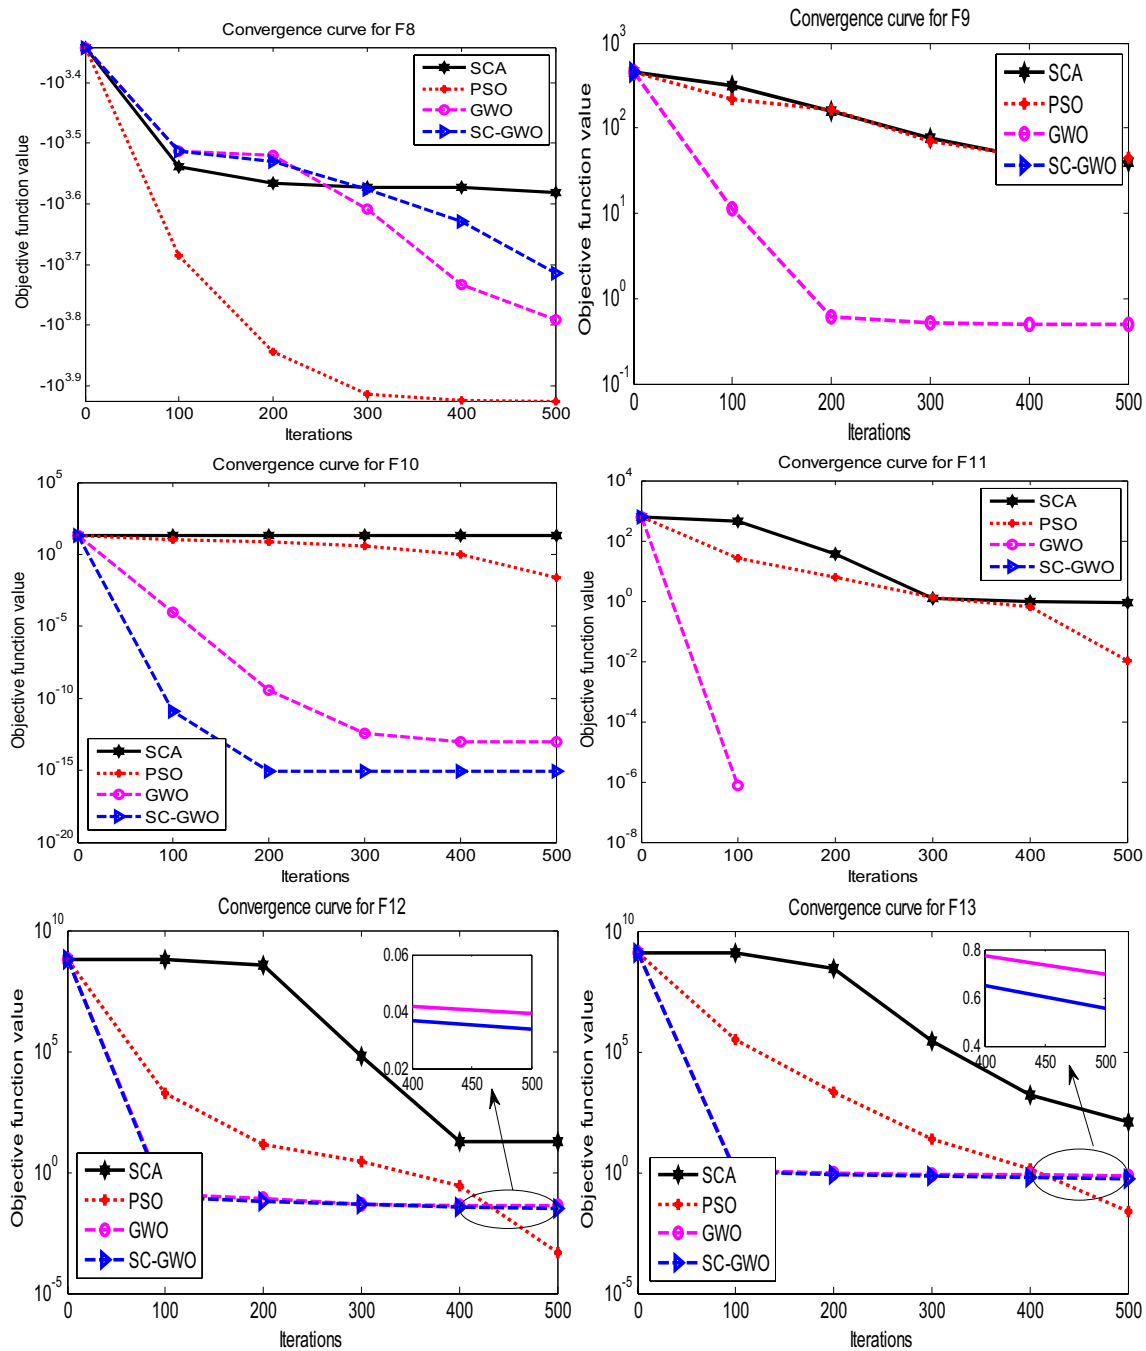 Convergence curve for F8
Objective function value
-10^3.4
-10^3.5
-10^3.6
-10^3.7
-10^3.8
-10^3.9
0 100 200 300 400 500
Iterations
SCA
PSO
GWO
SC-GWO
Convergence curve for F9
Objective function value
10^3
10^2
10^1
10^0
10^-1
0 100 200 300 400 500
Iterations
SCA
PSO
GWO
SC-GWO
Convergence curve for F10
Objective function value
10^5
10^0
10^-5
10^-10
10^-15
10^-20
0 100 200 300 400 500
Iterations
SCA
PSO
GWO
SC-GWO
Convergence curve for F11
Objective function value
10^4
10^2
10^0
10^-2
10^-4
10^-6
10^-8
0 100 200 300 400 500
Iterations
SCA
PSO
GWO
SC-GWO
Convergence curve for F12
Objective function value
10^10
10^5
10^0
10^-5
0 100 200 300 400 500
Iterations
0.06
0.04
0.02
400 450 500
SCA
PSO
GWO
SC-GWO
Convergence curve for F13
Objective function value
10^10
10^5
10^0
10^-5
0 100 200 300 400 500
Iterations
0.8
0.6
0.4
400 450 500
SCA
PSO
GWO
SC-GWO